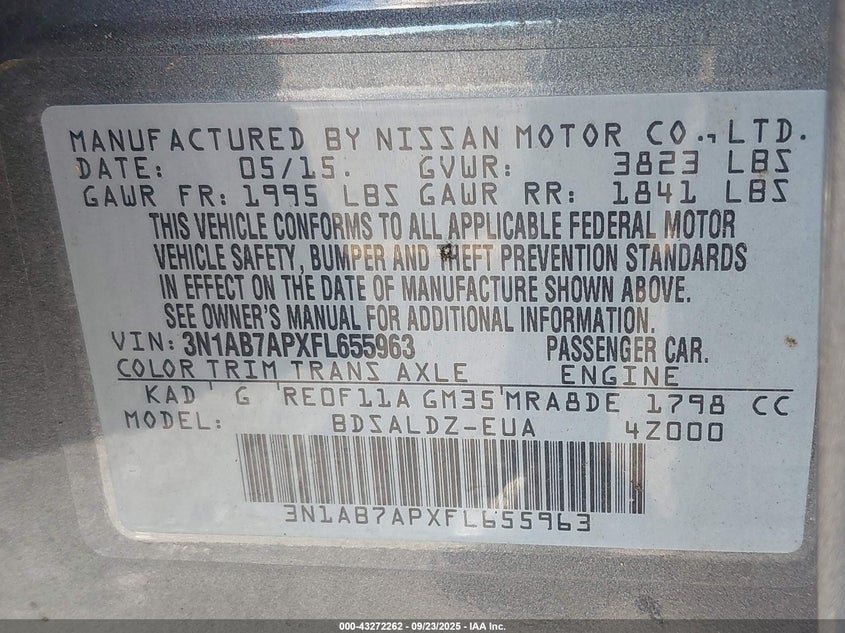 MANUFACTURED BY NISSAN MOTOR CO., LTD.
DATE: 05/15. GVWR: 3823 LBS
GAWR FR: 1995 LBS GAWR RR: 1841 LBS
THIS VEHICLE CONFORMS TO ALL APPLICABLE FEDERAL MOTOR
VEHICLE SAFETY, BUMPER AND THEFT PREVENTION STANDARDS
IN EFFECT ON THE DATE OF MANUFACTURE SHOWN ABOVE.
SEE OWNER'S MANUAL FOR ADDITIONAL INFORMATION.
VIN: 3N1AB7APXFL655963 PASSENGER CAR.
COLOR TRIM TRANS AXLE ENGINE
KAD G RE0F11A GM35 MRA8DE 1798 CC
MODEL: BDSALDZ-EUA 4Z000
3N1AB7APXFL655963
000-43272262 - 09/23/2025 - IAA Inc.